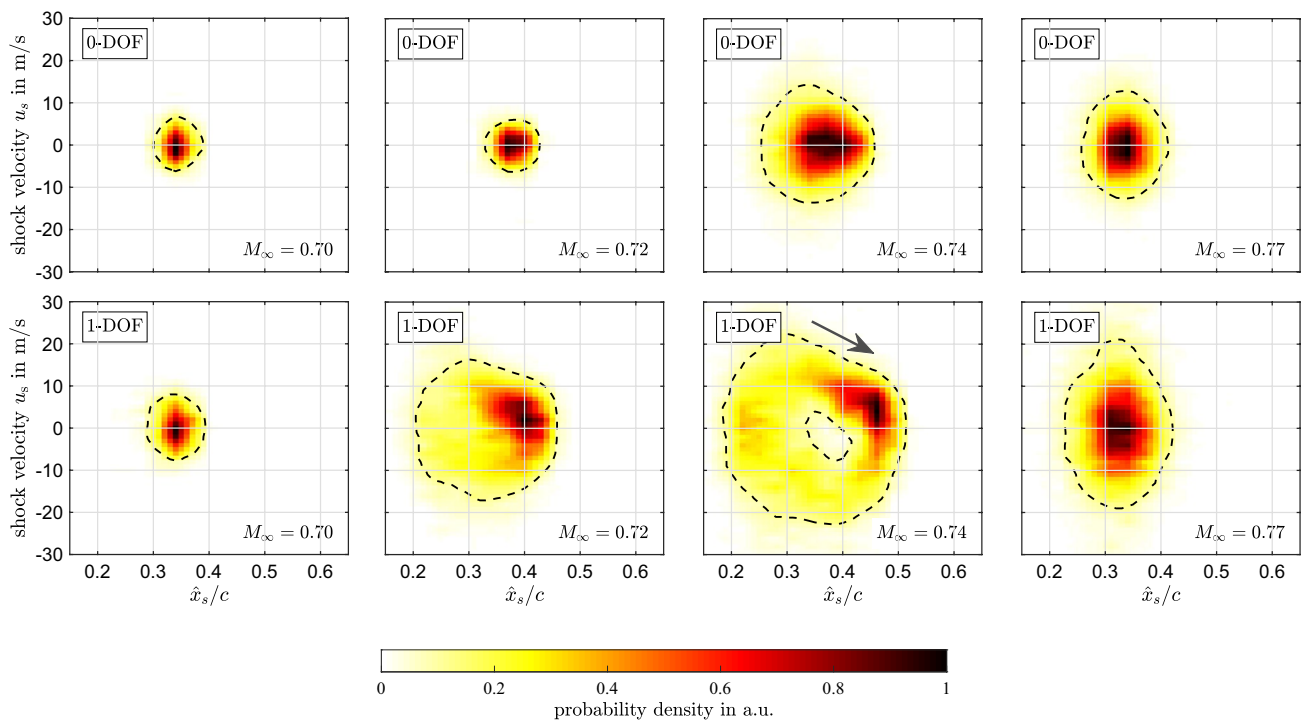 30
20
10
0
-10
-20
-30
shock velocity u_s in m/s
0-DOF
M_∞ = 0.70
0-DOF
M_∞ = 0.72
0-DOF
M_∞ = 0.74
0-DOF
M_∞ = 0.77
30
20
10
0
-10
-20
-30
shock velocity u_s in m/s
1-DOF
M_∞ = 0.70
1-DOF
M_∞ = 0.72
1-DOF
M_∞ = 0.74
1-DOF
M_∞ = 0.77
0.2 0.3 0.4 0.5 0.6
0.2 0.3 0.4 0.5 0.6
0.2 0.3 0.4 0.5 0.6
0.2 0.3 0.4 0.5 0.6
x̂_s/c
x̂_s/c
x̂_s/c
x̂_s/c
0 0.2 0.4 0.6 0.8 1
probability density in a.u.